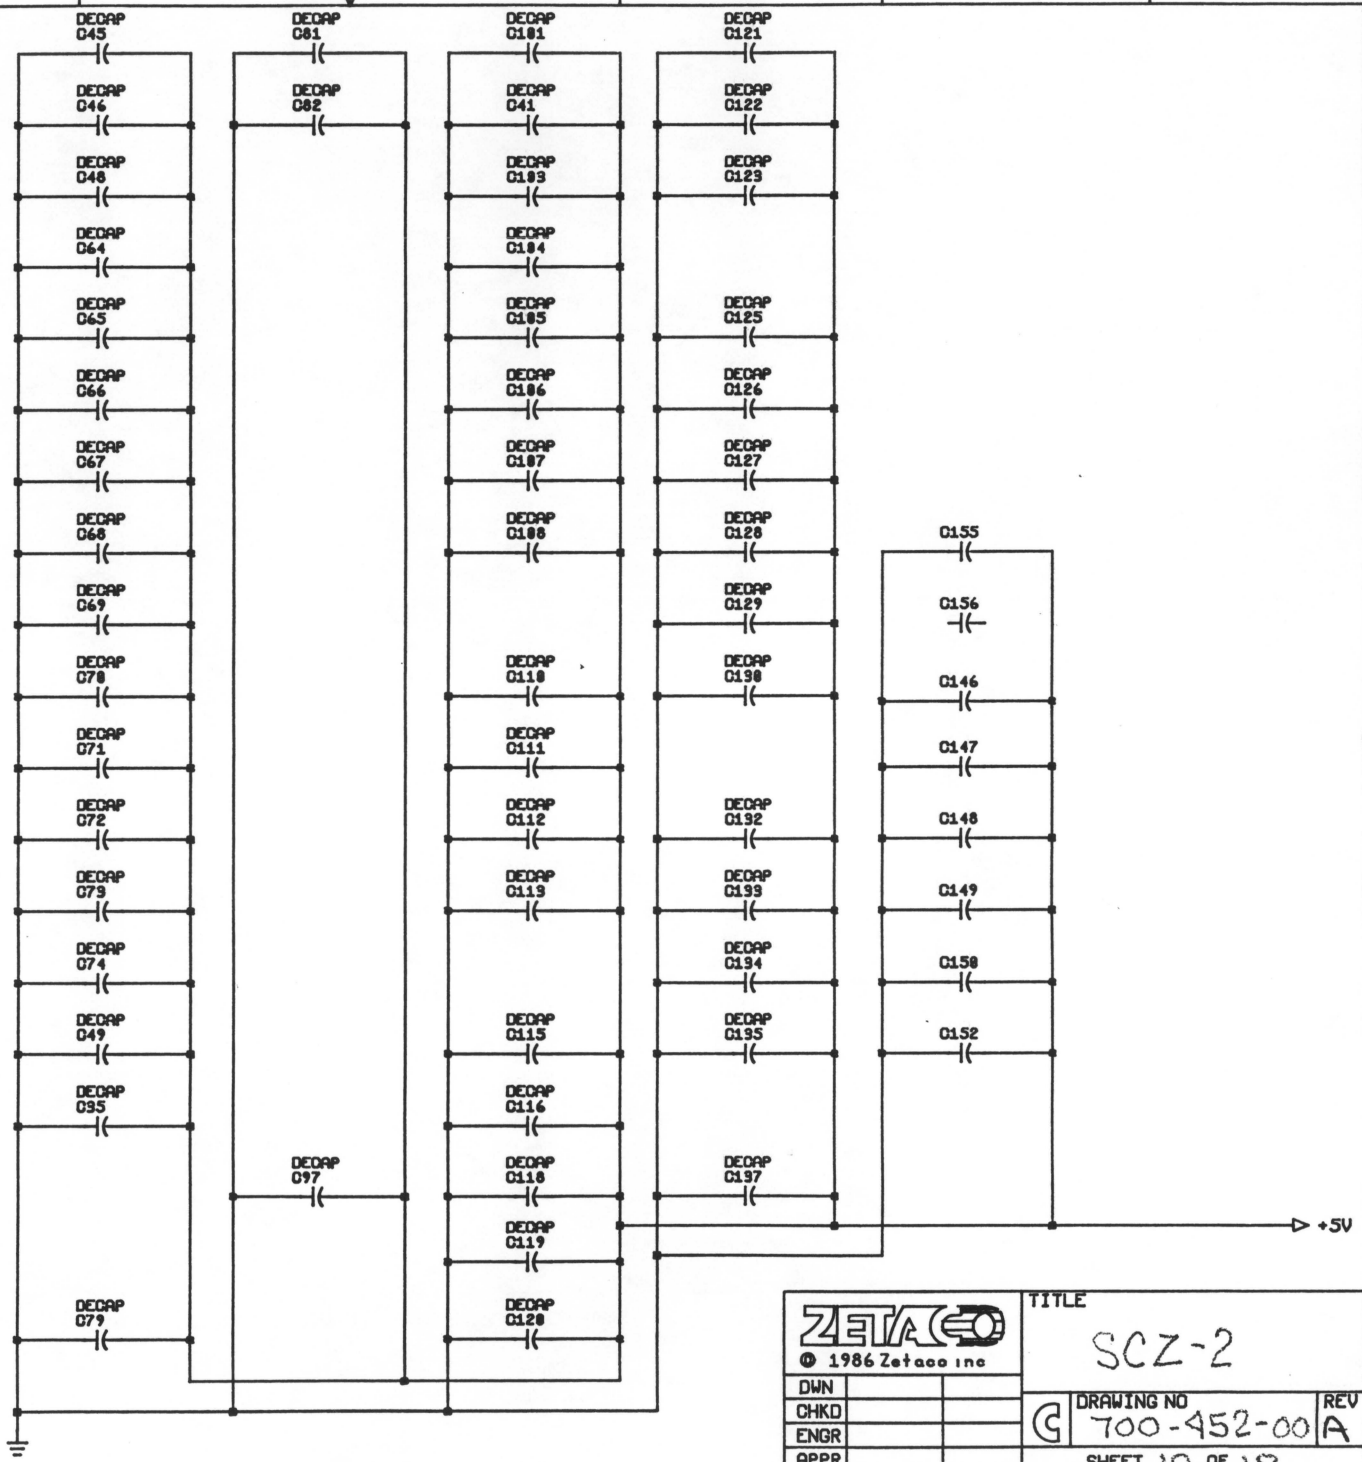 DECAP
C45
DECAP
C46
DECAP
C48
DECAP
C64
DECAP
C65
DECAP
C66
DECAP
C67
DECAP
C68
DECAP
C69
DECAP
C70
DECAP
C71
DECAP
C72
DECAP
C73
DECAP
C74
DECAP
C49
DECAP
C35
DECAP
C79
DECAP
C81
DECAP
C82
DECAP
C97
DECAP
C101
DECAP
C41
DECAP
C103
DECAP
C104
DECAP
C105
DECAP
C106
DECAP
C107
DECAP
C108
DECAP
C110
DECAP
C111
DECAP
C112
DECAP
C113
DECAP
C115
DECAP
C116
DECAP
C118
DECAP
C119
DECAP
C120
DECAP
C121
DECAP
C122
DECAP
C123
DECAP
C125
DECAP
C126
DECAP
C127
DECAP
C128
DECAP
C129
DECAP
C130
DECAP
C132
DECAP
C133
DECAP
C134
DECAP
C135
DECAP
C137
C155
C156
C146
C147
C148
C149
C150
C152
+5V
ZETACO
© 1986 Zetaco inc
TITLE
SCZ-2
DWN
CHKD
ENGR
APPR
C
DRAWING NO
700-452-00
REV
A
SHEET OF